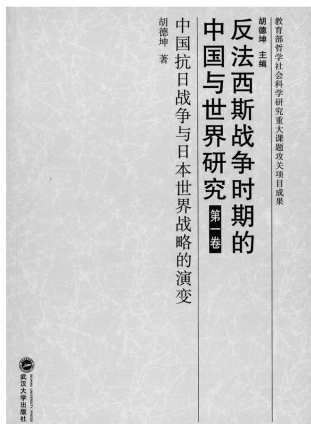 教育部哲学社会科学研究重大课题攻关项目成果
胡德坤 主编
反法西斯战争时期的
中国与世界研究
第一卷
中国抗日战争与日本世界战略的演变
胡德坤 著
武汉大学出版社
WUHAN UNIVERSITY PRESS